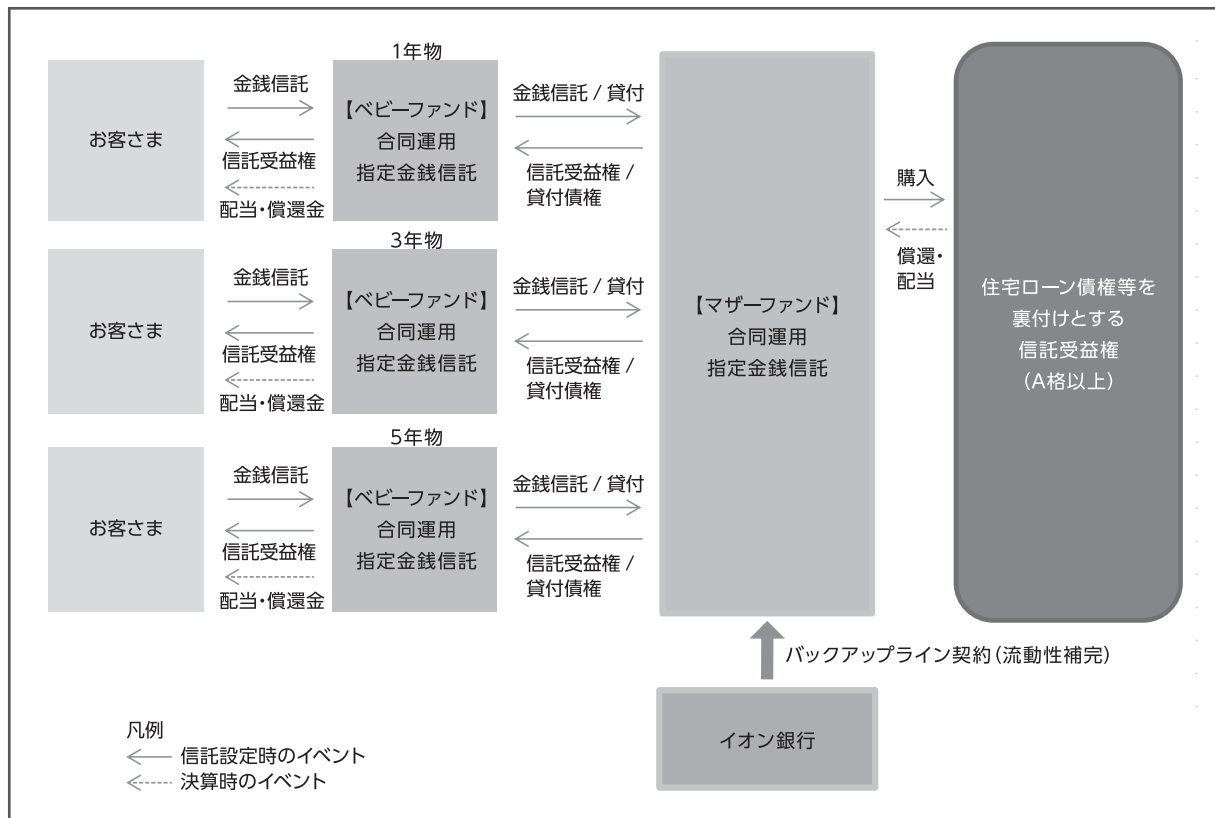 1年物
お客さま
金銭信託
信託受益権
配当・償還金
【ベビーファンド】
合同運用
指定金銭信託
金銭信託 / 貸付
信託受益権 /
貸付債権
3年物
お客さま
金銭信託
信託受益権
配当・償還金
【ベビーファンド】
合同運用
指定金銭信託
金銭信託 / 貸付
信託受益権 /
貸付債権
5年物
お客さま
金銭信託
信託受益権
配当・償還金
【ベビーファンド】
合同運用
指定金銭信託
金銭信託 / 貸付
信託受益権 /
貸付債権
【マザーファンド】
合同運用
指定金銭信託
購入
償還・
配当
住宅ローン債権等を
裏付けとする
信託受益権
(A格以上)
バックアップライン契約(流動性補完)
イオン銀行
凡例
信託設定時のイベント
決算時のイベント